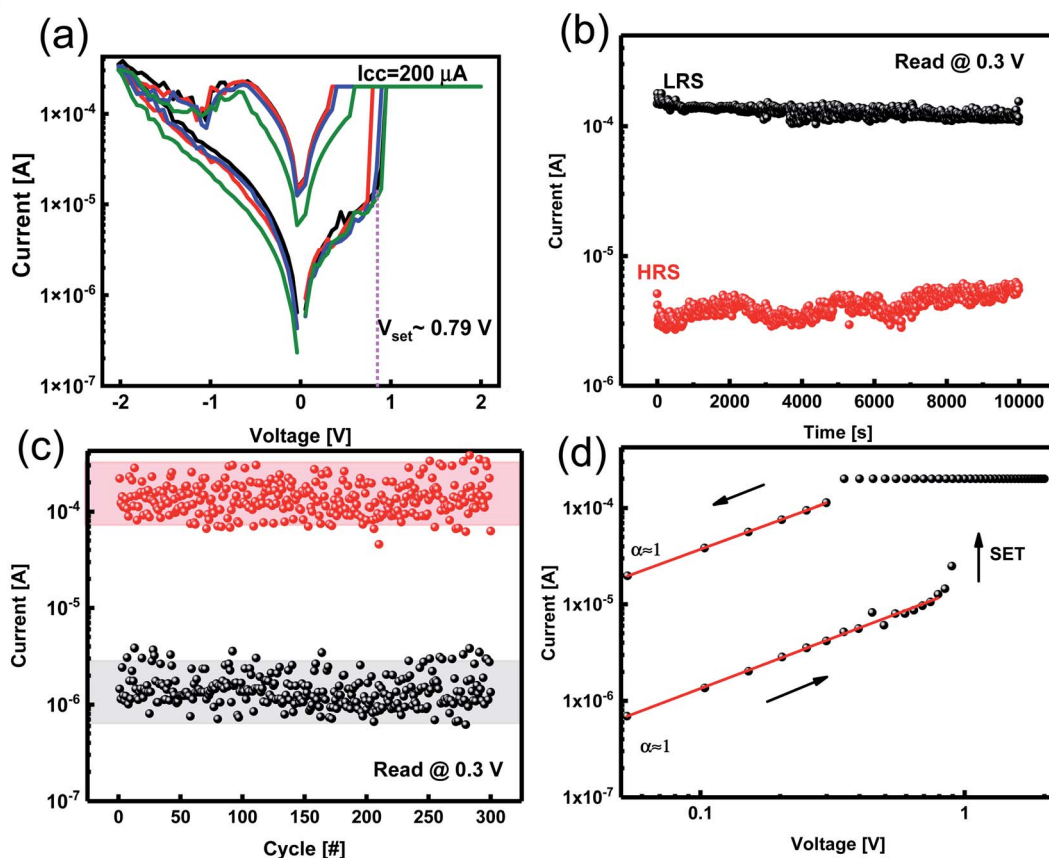 (a)
Icc=200 µA
1×10⁻⁴
1×10⁻⁵
1×10⁻⁶
1×10⁻⁷
Current [A]
V_set~ 0.79 V
-2 -1 0 1 2
Voltage [V]
(b)
Read @ 0.3 V
LRS
HRS
10⁻⁴
10⁻⁵
10⁻⁶
Current [A]
0 2000 4000 6000 8000 10000
Time [s]
(c)
10⁻⁴
10⁻⁵
10⁻⁶
10⁻⁷
Current [A]
Read @ 0.3 V
0 50 100 150 200 250 300
Cycle [#]
(d)
1x10⁻⁴
1x10⁻⁵
1x10⁻⁶
1x10⁻⁷
Current [A]
α≈1
SET
α≈1
0.1 1
Voltage [V]